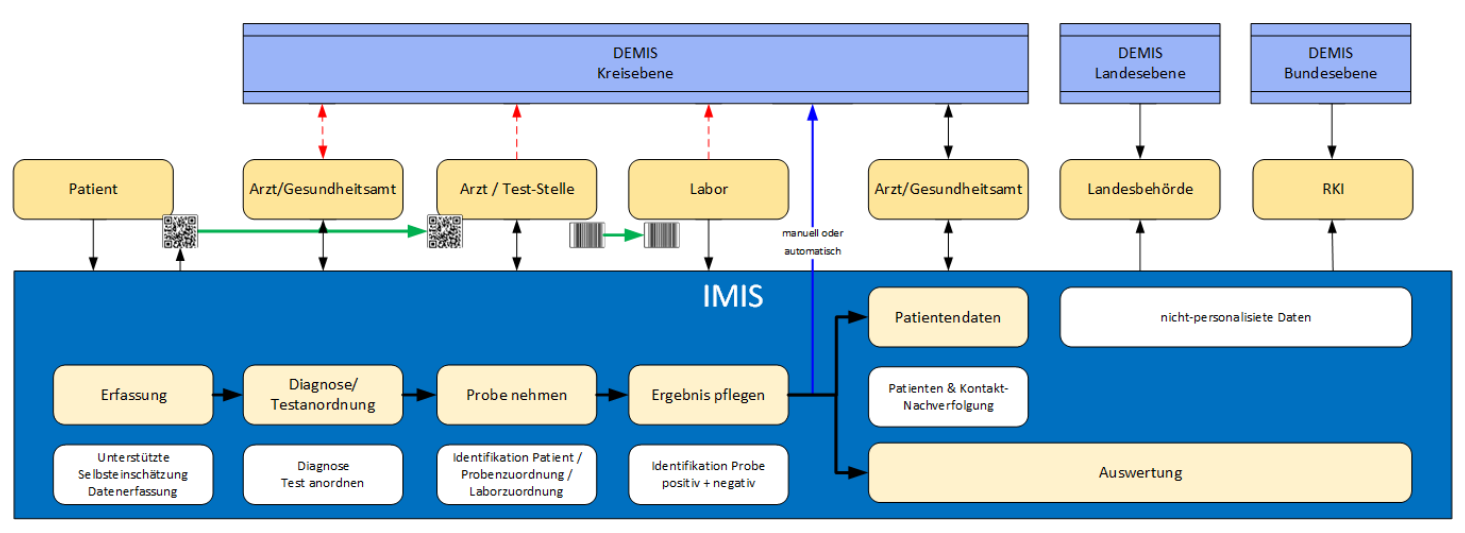 DEMIS
Kreisebene
DEMIS
Landesebene
DEMIS
Bundesebene
Patient
Arzt/Gesundheitsamt
Arzt / Test-Stelle
Labor
Arzt/Gesundheitsamt
Landesbehörde
RKI
manuell oder
automatisch
IMIS
Patientendaten
nicht-personalisiete Daten
Erfassung
Diagnose/
Testanordnung
Probe nehmen
Ergebnis pflegen
Patienten & Kontakt-
Nachverfolgung
Unterstützte
Selbsteinschätzung
Datenerfassung
Diagnose
Test anordnen
Identifikation Patient /
Probenzuordnung /
Laborzuordnung
Identifikation Probe
positiv + negativ
Auswertung